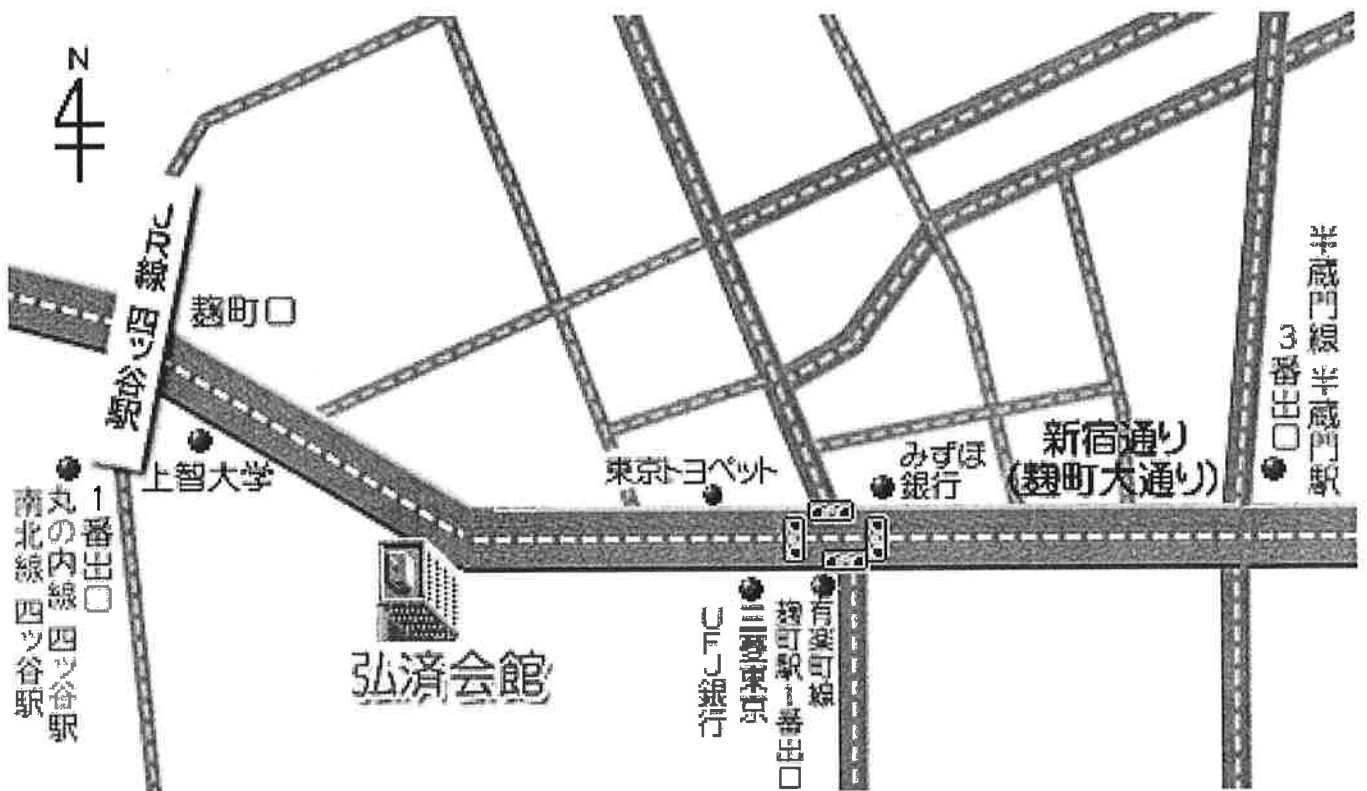 N
JR線 四ツ谷駅
麹町口
上智大学
1番出口
丸の内線 四ツ谷駅
南北線 四ツ谷駅
弘済会館
東京トヨペット
みずほ
銀行
新宿通り
(麹町大通り)
半蔵門線 半蔵門駅
3番出口
有楽町線
麹町駅1番出口
三菱東京
UFJ銀行